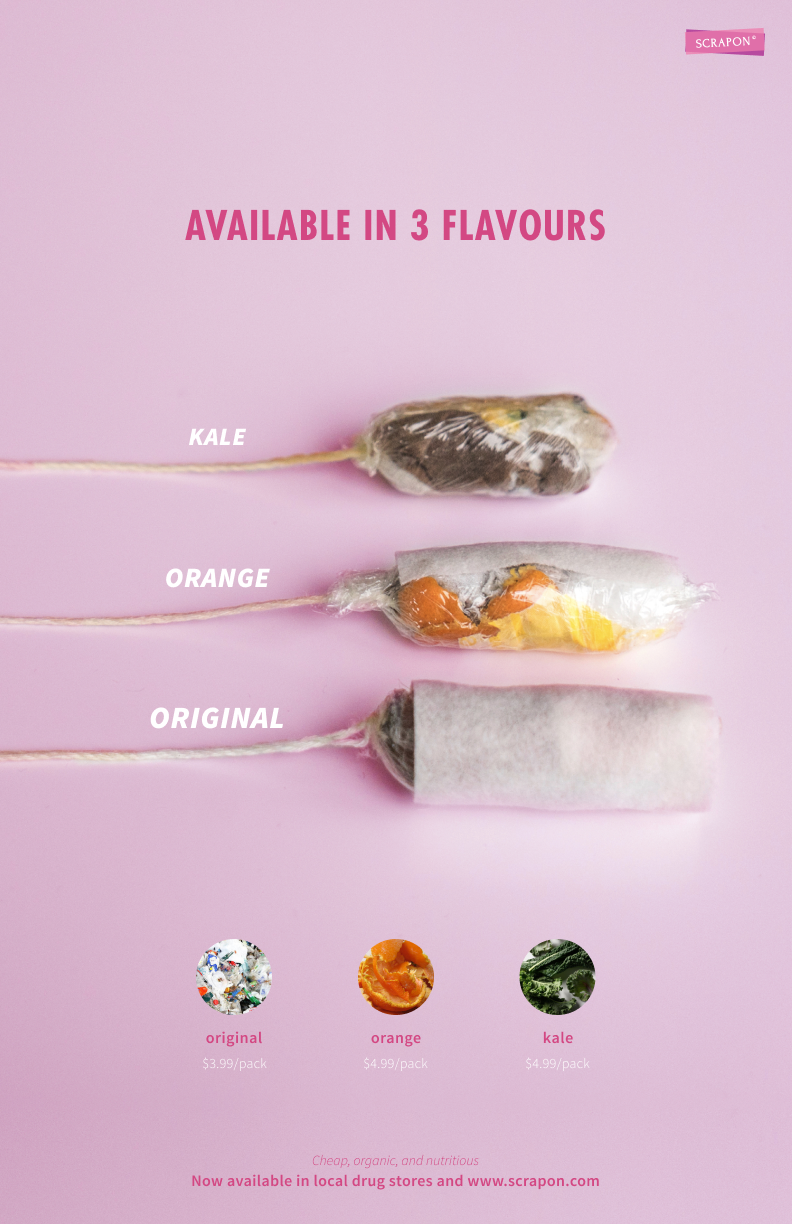 SCRAPON®
AVAILABLE IN 3 FLAVOURS
KALE
ORANGE
ORIGINAL
original
orange
kale
$3.99/pack
$4.99/pack
$4.99/pack
Cheap, organic, and nutritious
Now available in local drug stores and www.scrapon.com